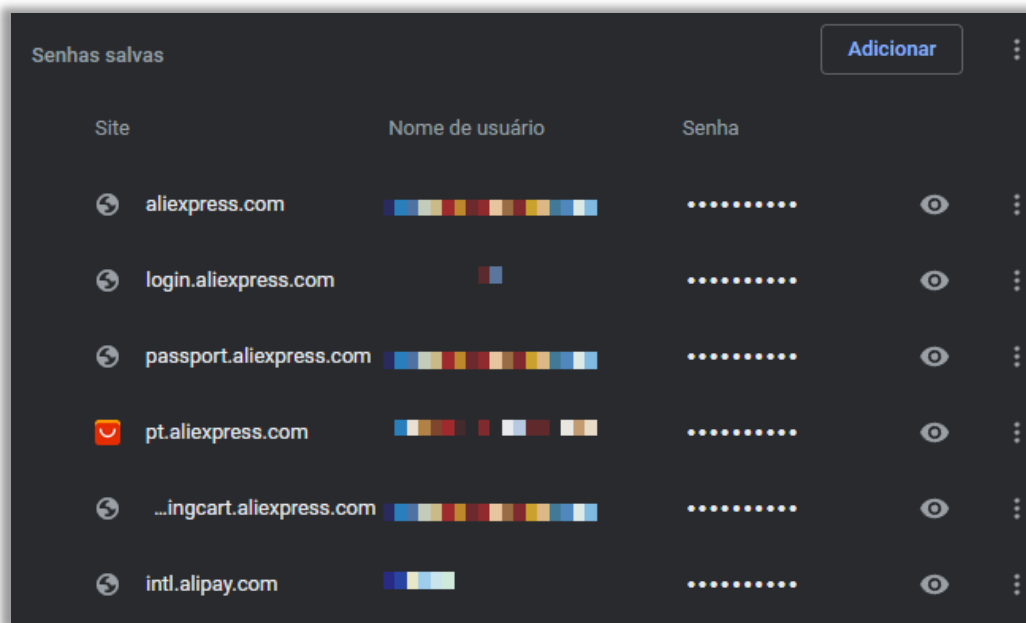 Senhas salvas Adicionar
Site Nome de usuário Senha
aliexpress.com ••••••••••
login.aliexpress.com ••••••••••
passport.aliexpress.com ••••••••••
pt.aliexpress.com ••••••••••
...ingcart.aliexpress.com ••••••••••
intl.alipay.com ••••••••••